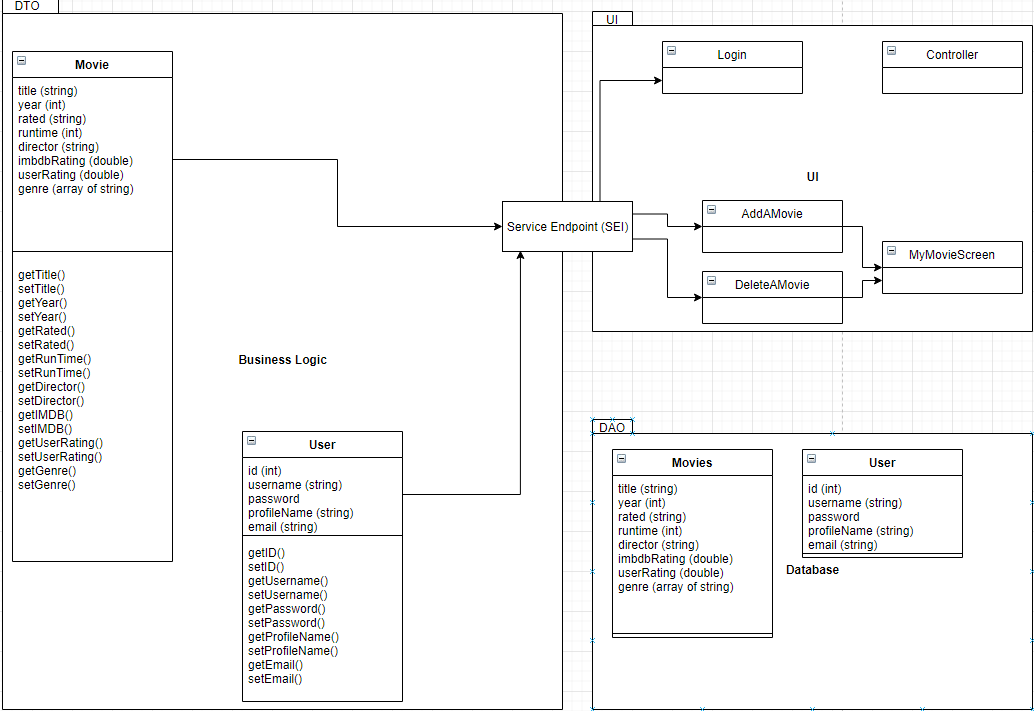 DTO
Movie
title (string)
year (int)
rated (string)
runtime (int)
director (string)
imbdbRating (double)
userRating (double)
genre (array of string)
getTitle()
setTitle()
getYear()
setYear()
getRated()
setRated()
getRunTime()
setRunTime()
getDirector()
setDirector()
getIMDB()
setIMDB()
getUserRating()
setUserRating()
getGenre()
setGenre()
Business Logic
User
id (int)
username (string)
password
profileName (string)
email (string)
getID()
setID()
getUsername()
setUsername()
getPassword()
setPassword()
getProfileName()
setProfileName()
getEmail()
setEmail()
Service Endpoint (SEI)
UI
Login
Controller
UI
AddAMovie
MyMovieScreen
DeleteAMovie
DAO
Movies
title (string)
year (int)
rated (string)
runtime (int)
director (string)
imbdbRating (double)
userRating (double)
genre (array of string)
User
id (int)
username (string)
password
profileName (string)
email (string)
Database